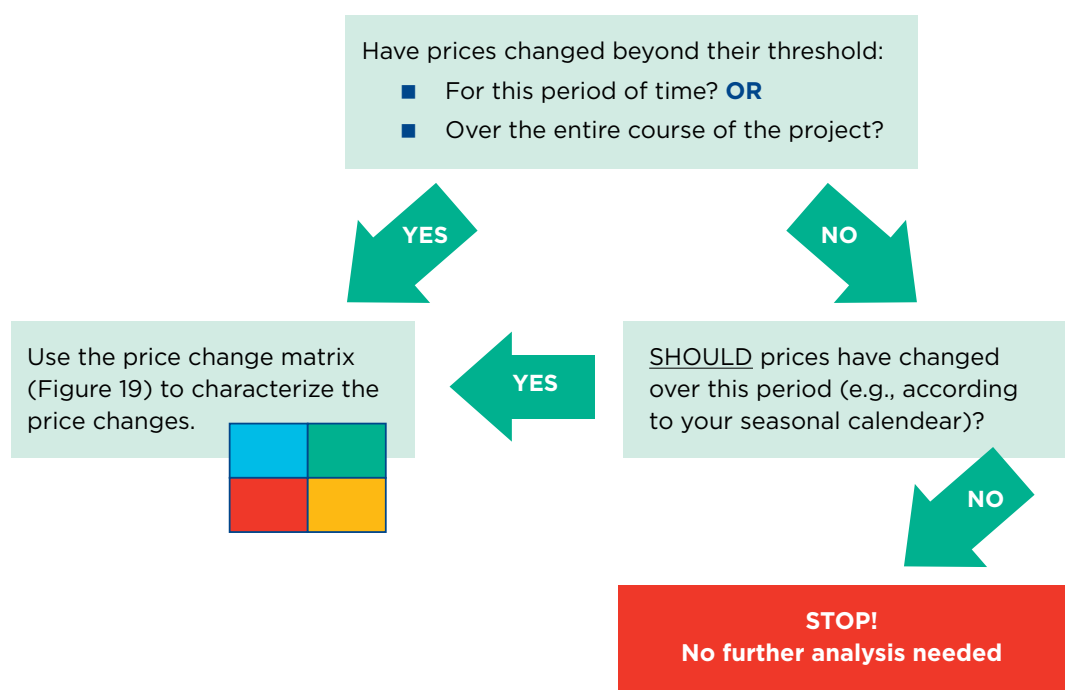 Have prices changed beyond their threshold:
■ For this period of time? OR
■ Over the entire course of the project?
YES
NO
Use the price change matrix
(Figure 19) to characterize the
price changes.
YES
SHOULD prices have changed
over this period (e.g., according
to your seasonal calendear)?
NO
STOP!
No further analysis needed